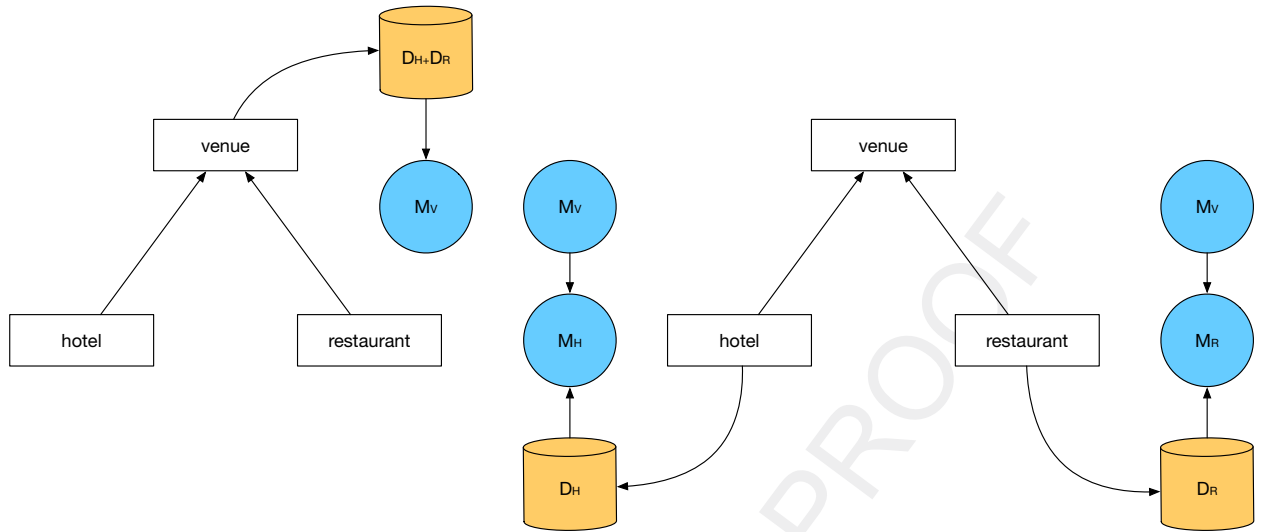 DH+DR
venue
MV
hotel
restaurant
venue
MV
MV
hotel
restaurant
MH
MR
DH
DR
PROOF